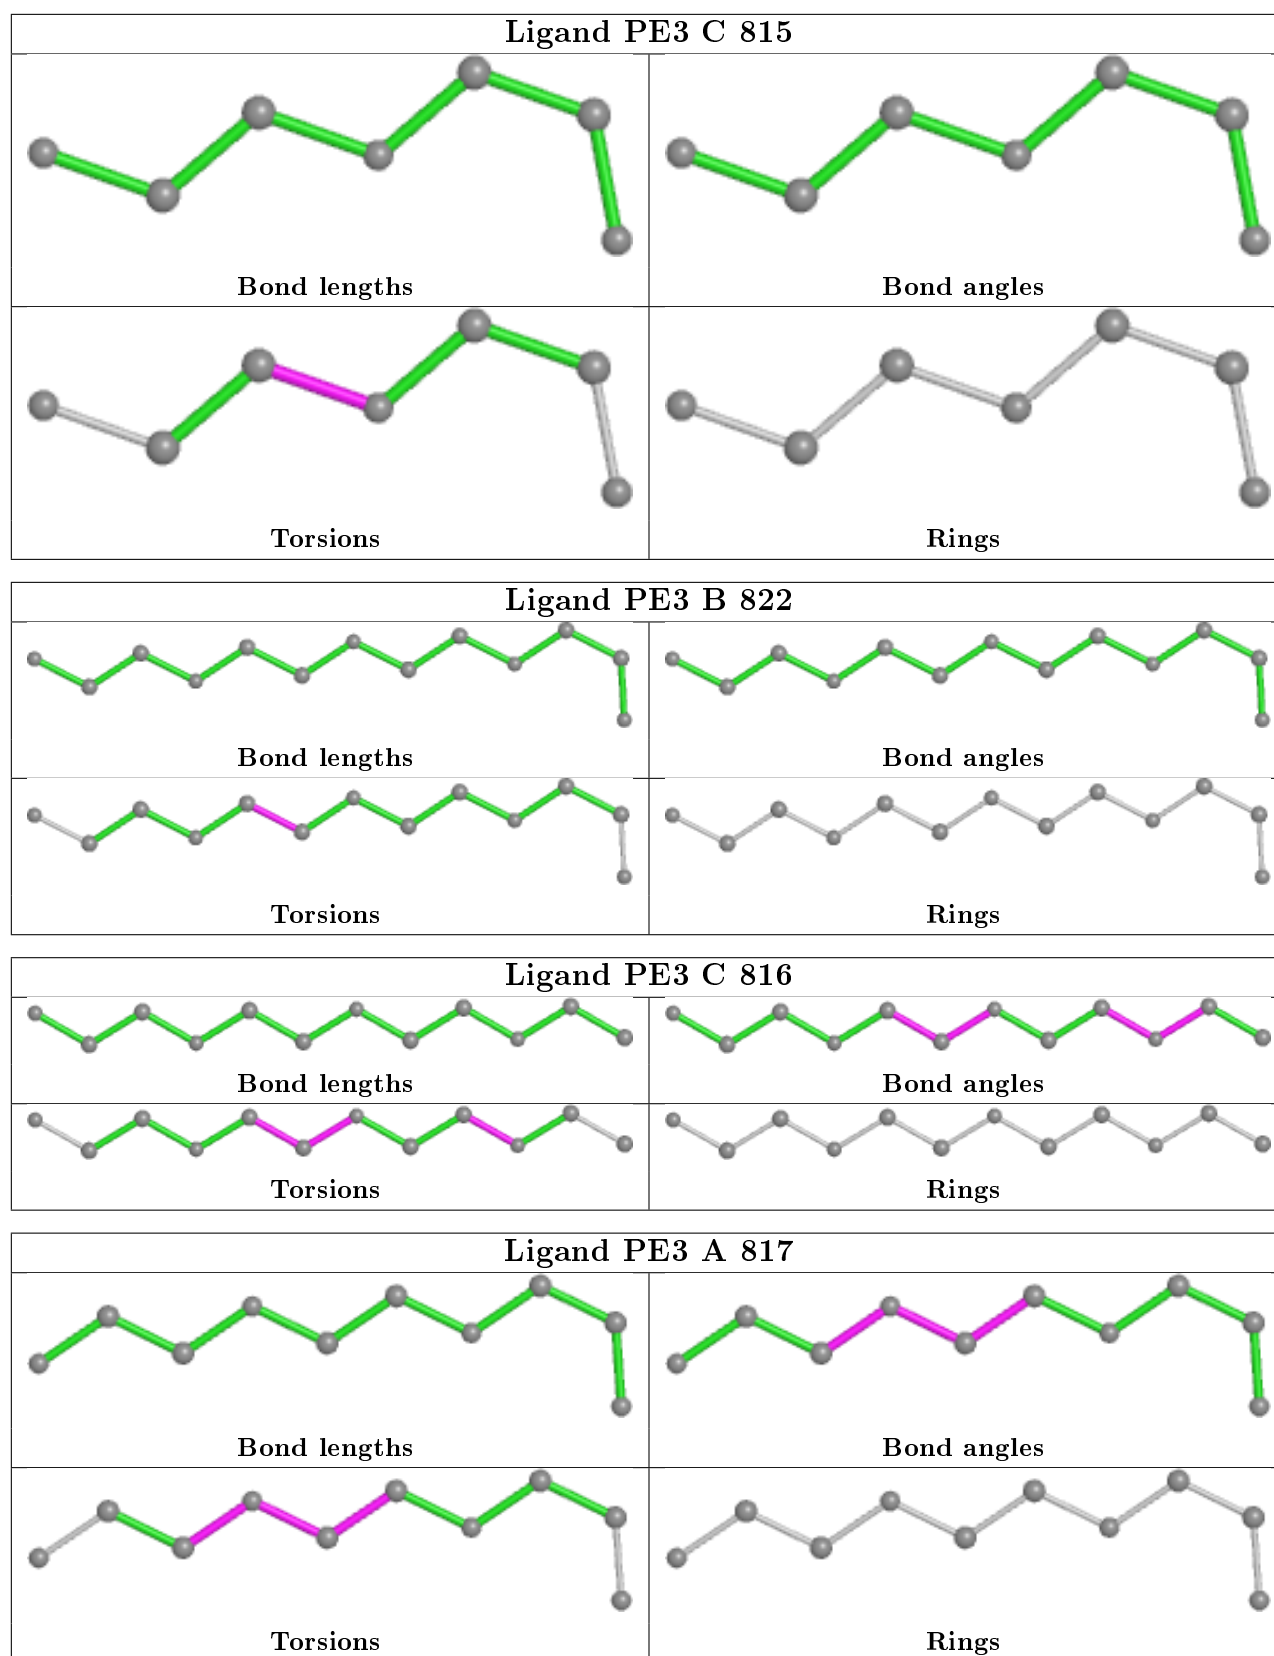 Ligand PE3 C 815
Bond lengths
Bond angles
Torsions
Rings
Ligand PE3 B 822
Bond lengths
Bond angles
Torsions
Rings
Ligand PE3 C 816
Bond lengths
Bond angles
Torsions
Rings
Ligand PE3 A 817
Bond lengths
Bond angles
Torsions
Rings